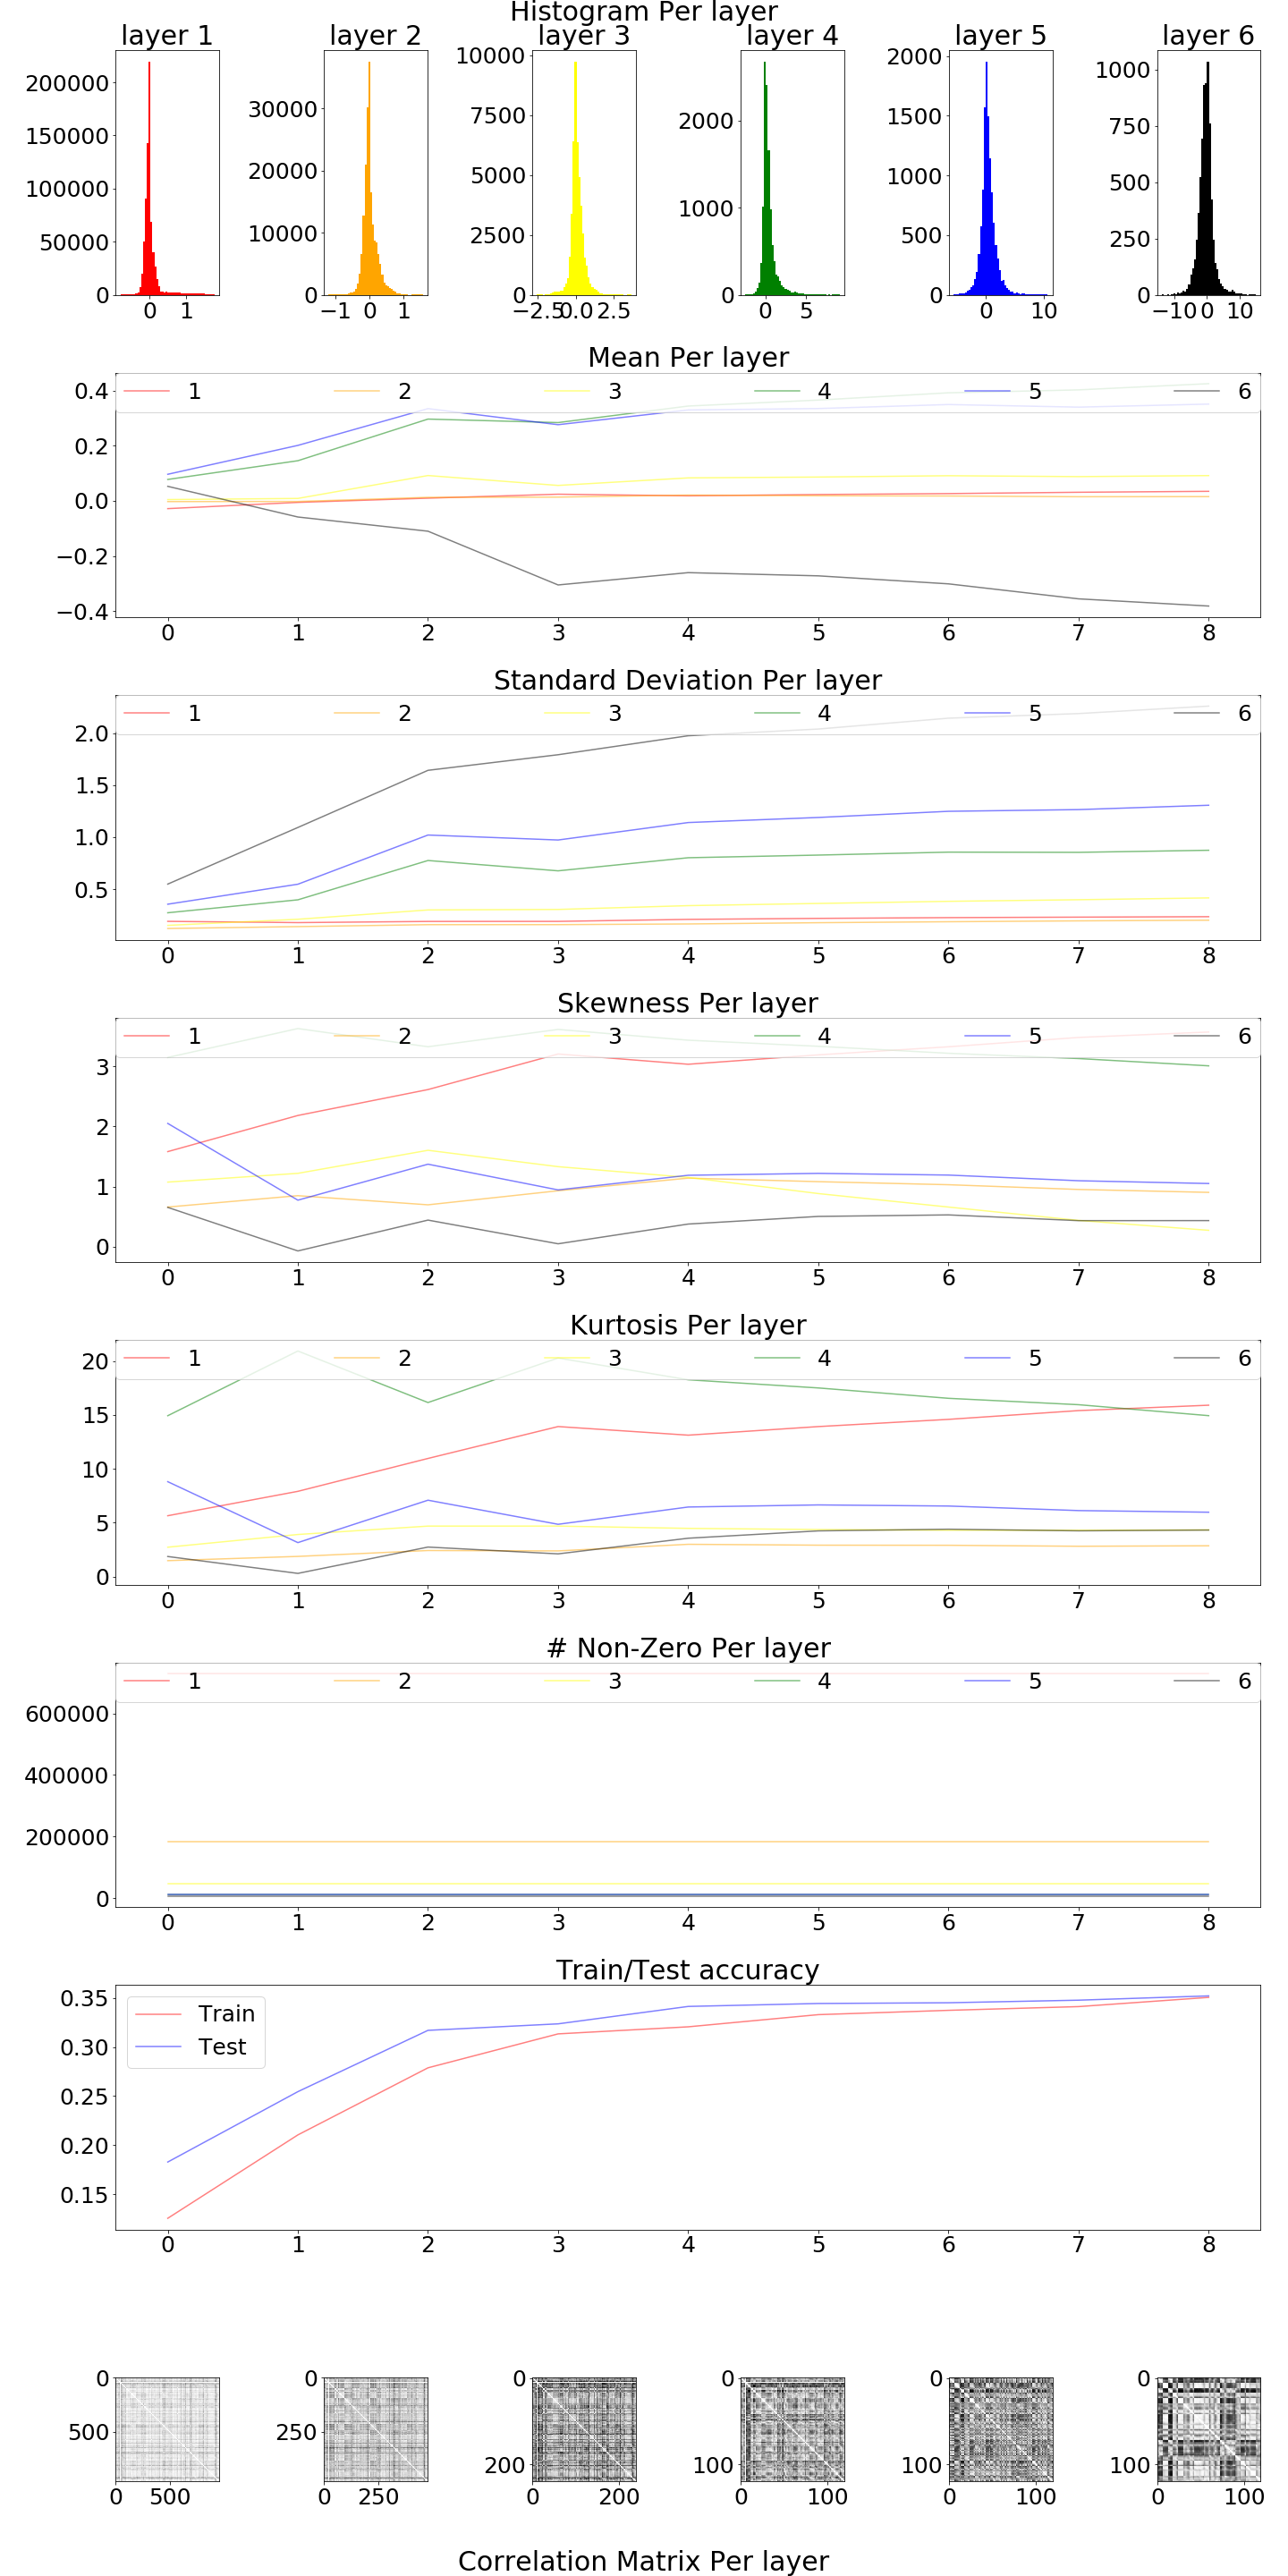 Histogram Per layer
layer 1 layer 2 layer 3 layer 4 layer 5 layer 6
200000 150000 100000 50000 0
0 1
30000 20000 10000 0
−1 0 1
10000 7500 5000 2500 0
−2.5 0.0 2.5
2000 1000 0
0 5
2000 1500 1000 500 0
0 10
1000 750 500 250 0
−10 0 10
Mean Per layer
1 2 3 4 5 6
0.4
0.2
0.0
−0.2
−0.4
0 1 2 3 4 5 6 7 8
Standard Deviation Per layer
1 2 3 4 5 6
2.0
1.5
1.0
0.5
0 1 2 3 4 5 6 7 8
Skewness Per layer
1 2 3 4 5 6
3
2
1
0
0 1 2 3 4 5 6 7 8
Kurtosis Per layer
1 2 3 4 5 6
20
15
10
5
0
0 1 2 3 4 5 6 7 8
# Non-Zero Per layer
1 2 3 4 5 6
600000
400000
200000
0
0 1 2 3 4 5 6 7 8
Train/Test accuracy
Train
Test
0.35
0.30
0.25
0.20
0.15
0 1 2 3 4 5 6 7 8
0 500
0 500
0 250
0 250
0 200
0 200
0 100
0 100
0 100
0 100
0 100
0 100
Correlation Matrix Per layer